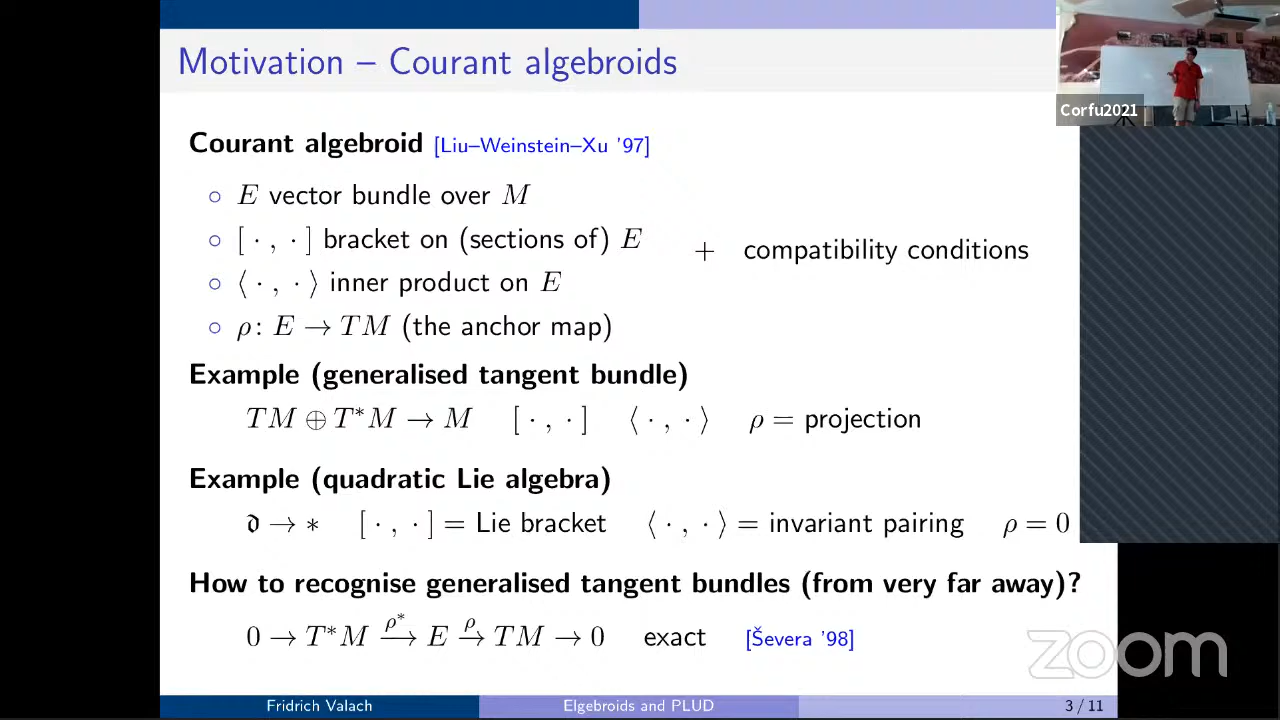 Motivation – Courant algebroids
Corfu2021
Courant algebroid [Liu–Weinstein–Xu '97]
○ E vector bundle over M
○ [ · , · ] bracket on (sections of) E
+ compatibility conditions
○ ⟨ · , · ⟩ inner product on E
○ ρ: E → TM (the anchor map)
Example (generalised tangent bundle)
TM ⊕ T*M → M [ · , · ] ⟨ · , · ⟩ ρ = projection
Example (quadratic Lie algebra)
𝔡 → * [ · , · ] = Lie bracket ⟨ · , · ⟩ = invariant pairing ρ = 0
How to recognise generalised tangent bundles (from very far away)?
0 → T*M →^{ρ*} E →^{ρ} TM → 0 exact [Ševera '98]
zoom
Fridrich Valach Elgebroids and PLUD 3 / 11